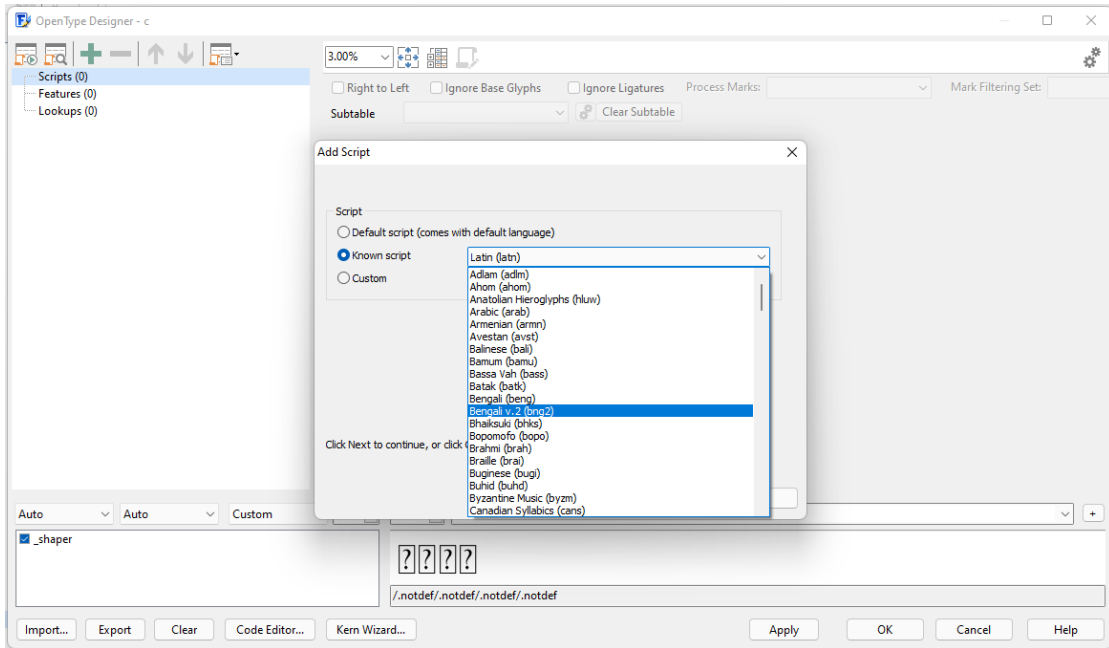 OpenType Designer - c
3.00%
Scripts (0)
Features (0)
Lookups (0)
Right to Left Ignore Base Glyphs Ignore Ligatures Process Marks: Mark Filtering Set:
Subtable Clear Subtable
Add Script
Script
Default script (comes with default language)
Known script Latin (latn)
Custom
Adlam (adlm)
Ahom (ahom)
Anatolian Hieroglyphs (hluw)
Arabic (arab)
Armenian (armn)
Avestan (avst)
Balinese (bali)
Bamum (bamu)
Bassa Vah (bass)
Batak (batk)
Bengali (beng)
Bengali v.2 (bng2)
Bhaiksuki (bhks)
Bopomofo (bopo)
Brahmi (brah)
Braille (brai)
Buginese (bugi)
Buhid (buhd)
Byzantine Music (byzm)
Canadian Syllabics (cans)
Click Next to continue, or click
Auto Auto Custom
_shaper
????
/.notdef/.notdef/.notdef/.notdef
Import... Export Clear Code Editor... Kern Wizard... Apply OK Cancel Help